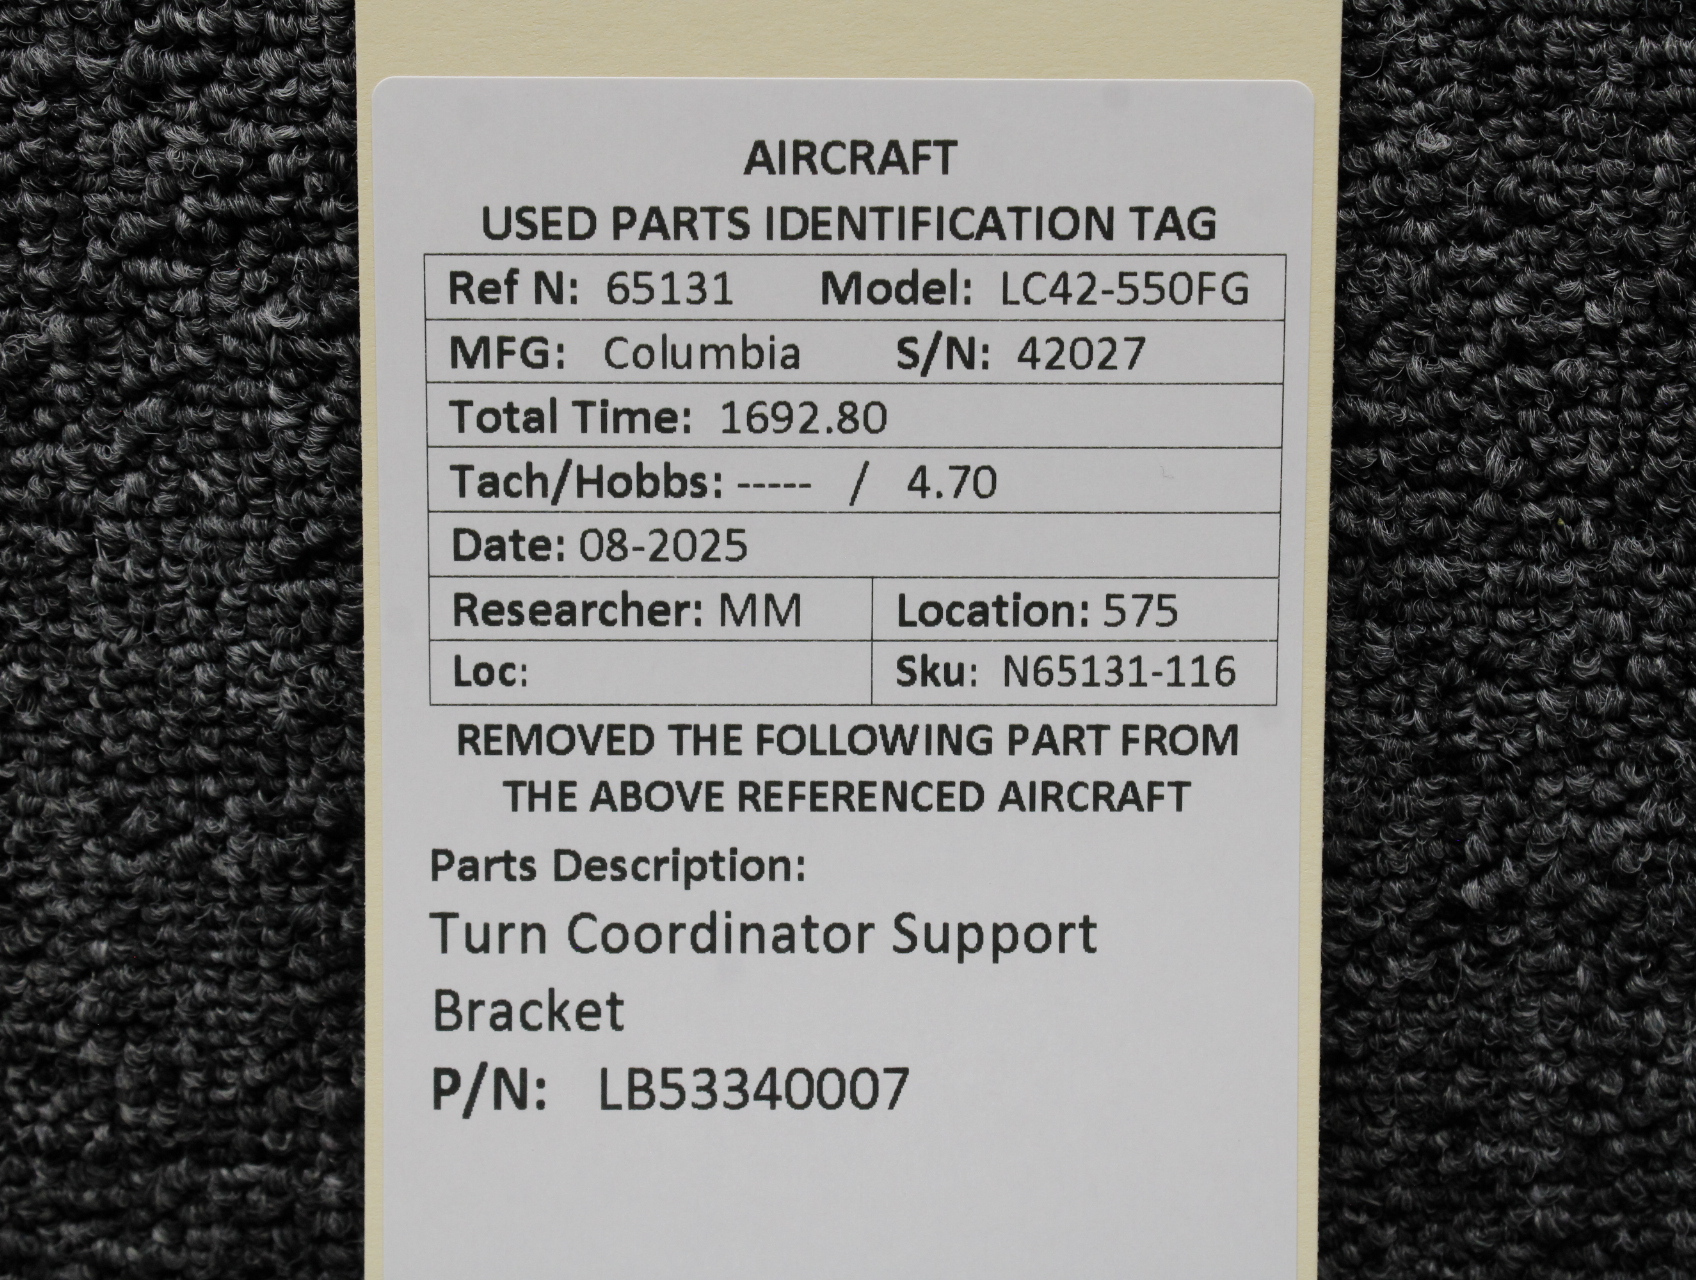 AIRCRAFT
USED PARTS IDENTIFICATION TAG
Ref N: 65131 Model: LC42-550FG
MFG: Columbia S/N: 42027
Total Time: 1692.80
Tach/Hobbs: ----- / 4.70
Date: 08-2025
Researcher: MM Location: 575
Loc: Sku: N65131-116
REMOVED THE FOLLOWING PART FROM
THE ABOVE REFERENCED AIRCRAFT
Parts Description:
Turn Coordinator Support
Bracket
P/N: LB53340007